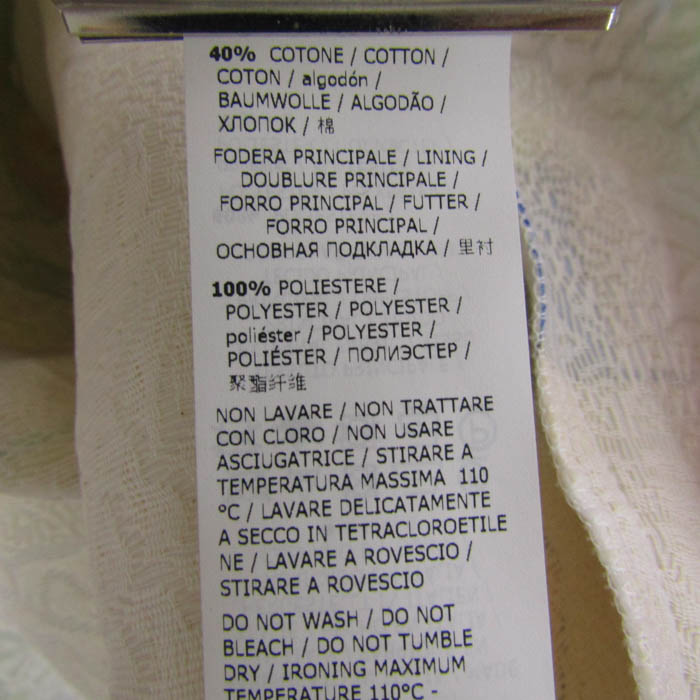 40% COTONE / COTTON /
COTON / algodón /
BAUMWOLLE / ALGODÃO /
ХЛОПОК / 棉
FODERA PRINCIPALE / LINING /
DOUBLURE PRINCIPALE /
FORRO PRINCIPAL / FUTTER /
FORRO PRINCIPAL /
ОСНОВНАЯ ПОДКЛАДКА / 里衬
100% POLIESTERE /
POLYESTER / POLYESTER /
poliéster / POLYESTER /
POLIÉSTER / ПОЛИЭСТЕР /
聚酯纤维
NON LAVARE / NON TRATTARE
CON CLORO / NON USARE
ASCIUGATRICE / STIRARE A
TEMPERATURA MASSIMA 110
°C / LAVARE DELICATAMENTE
A SECCO IN TETRACLOROETILE
NE / LAVARE A ROVESCIO /
STIRARE A ROVESCIO
DO NOT WASH / DO NOT
BLEACH / DO NOT TUMBLE
DRY / IRONING MAXIMUM
TEMPERATURE 110°C -